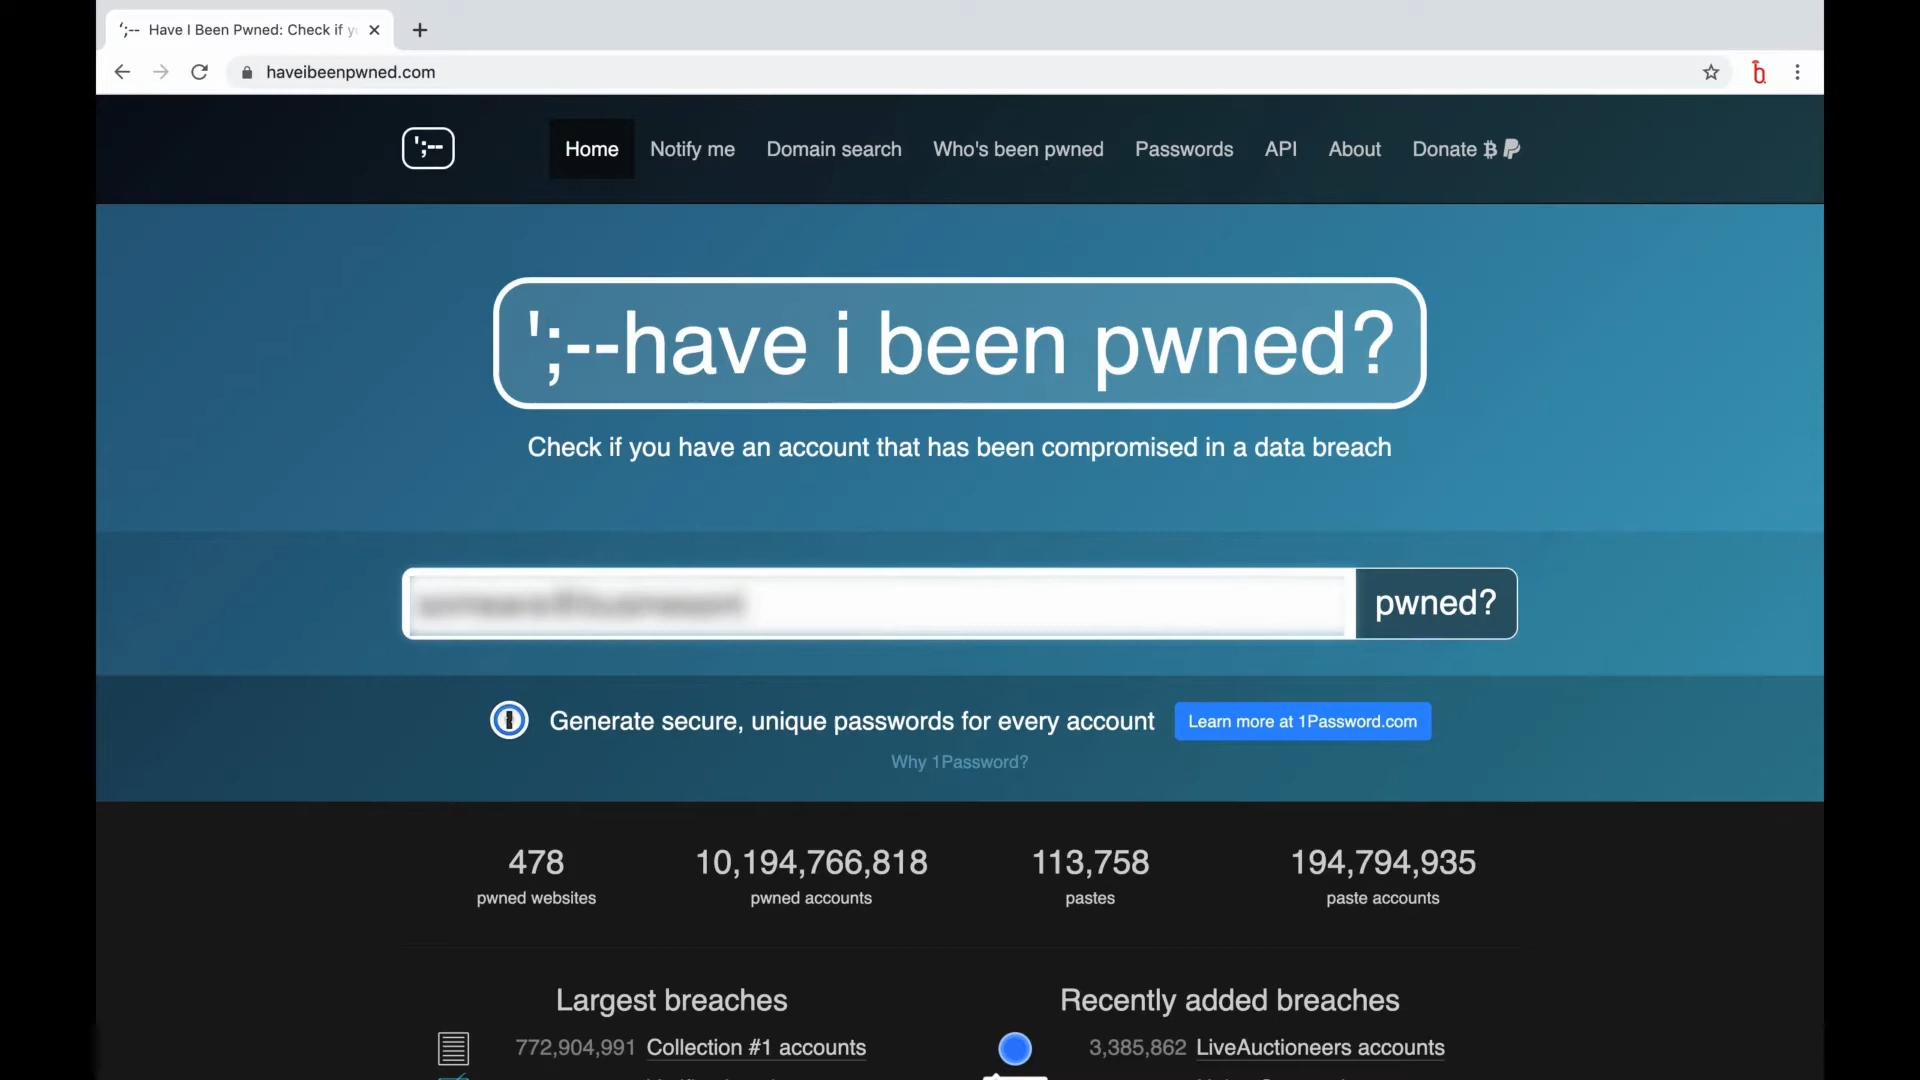 ';-- Have I Been Pwned: Check if y
haveibeenpwned.com
';--
Home Notify me Domain search Who's been pwned Passwords API About Donate
';--have i been pwned?
Check if you have an account that has been compromised in a data breach
pwned?
Generate secure, unique passwords for every account Learn more at 1Password.com
Why 1Password?
478 10,194,766,818 113,758 194,794,935
pwned websites pwned accounts pastes paste accounts
Largest breaches Recently added breaches
772,904,991 Collection #1 accounts 3,385,862 LiveAuctioneers accounts